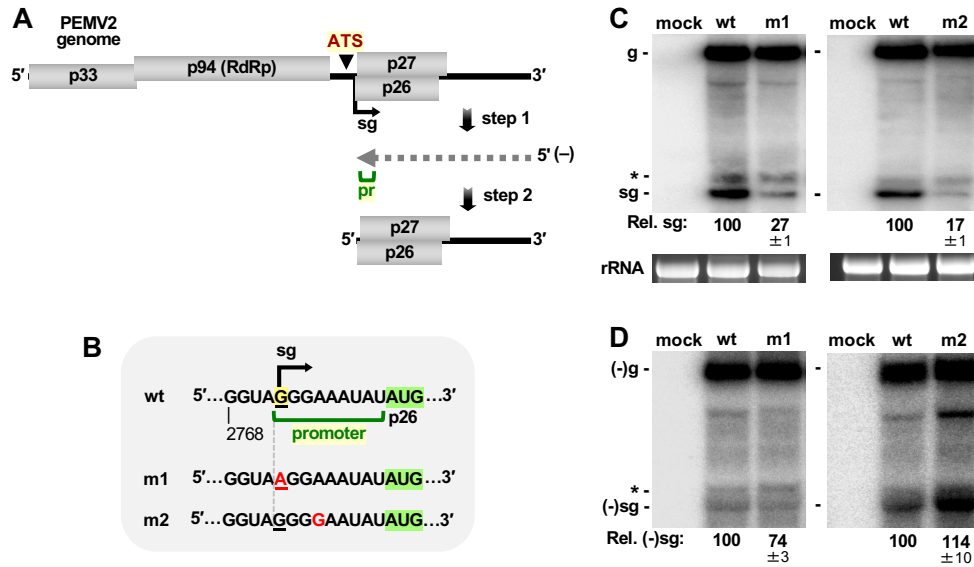 A
PEMV2
genome
ATS
5′ p33 p94 (RdRp) p27 3′
p26
sg
step 1
5′ (–)
pr
step 2
p27
5′ 3′
p26
B
sg
wt 5′...GGUAGGGAAAUAUAUG...3′
2768 promoter p26
m1 5′...GGUAAGGAAAUAUAUG...3′
m2 5′...GGUAGGGGAAUAUAUG...3′
C
mock wt m1 mock wt m2
g - -
* -
sg - -
Rel. sg: 100 27 100 17
±1 ±1
rRNA
D
mock wt m1 mock wt m2
(-)g - -
* -
(-)sg - -
Rel. (-)sg: 100 74 100 114
±3 ±10